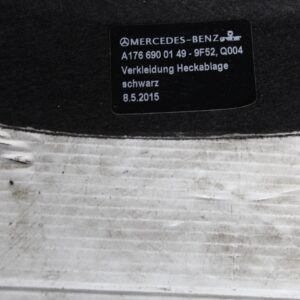 MERCEDES-BENZ
A176 690 01 49 - 9F52, Q004
Verkleidung Heckablage
schwarz
8.5.2015